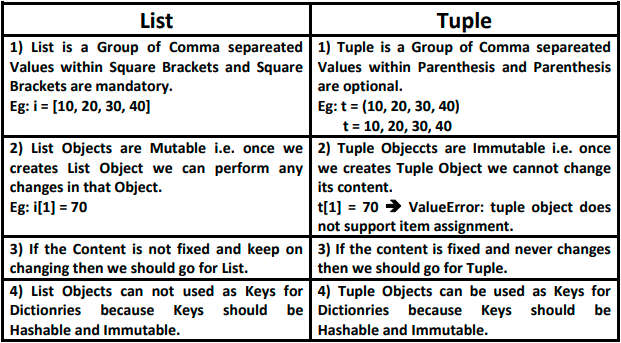 List
Tuple
1) List is a Group of Comma separeated
Values within Square Brackets and Square
Brackets are mandatory.
Eg: i = [10, 20, 30, 40]
1) Tuple is a Group of Comma separeated
Values within Parenthesis and Parenthesis
are optional.
Eg: t = (10, 20, 30, 40)
t = 10, 20, 30, 40
2) List Objects are Mutable i.e. once we
creates List Object we can perform any
changes in that Object.
Eg: i[1] = 70
2) Tuple Objeccts are Immutable i.e. once
we creates Tuple Object we cannot change
its content.
t[1] = 70 ➔ ValueError: tuple object does
not support item assignment.
3) If the Content is not fixed and keep on
changing then we should go for List.
3) If the content is fixed and never changes
then we should go for Tuple.
4) List Objects can not used as Keys for
Dictionries because Keys should be
Hashable and Immutable.
4) Tuple Objects can be used as Keys for
Dictionries because Keys should be
Hashable and Immutable.